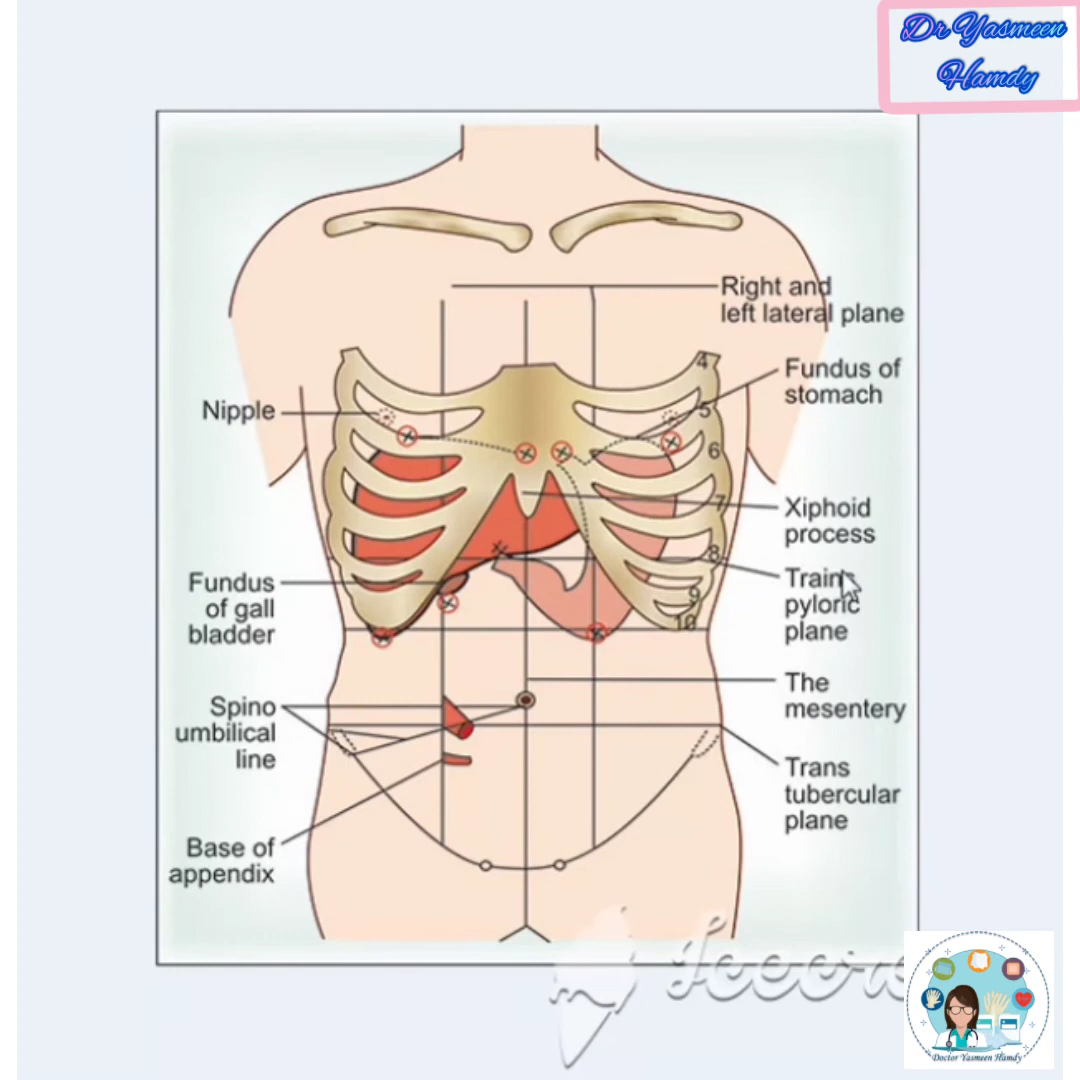 Dr Yasmeen
Hamdy
Right and
left lateral plane
Fundus of
stomach
Nipple
4
5
6
7
8
9
10
Xiphoid
process
Fundus
of gall
bladder
pyloric
plane
The
mesentery
Spino
umbilical
line
Trans
tubercular
plane
Base of
appendix
Doctor Yasmeen Hamdy